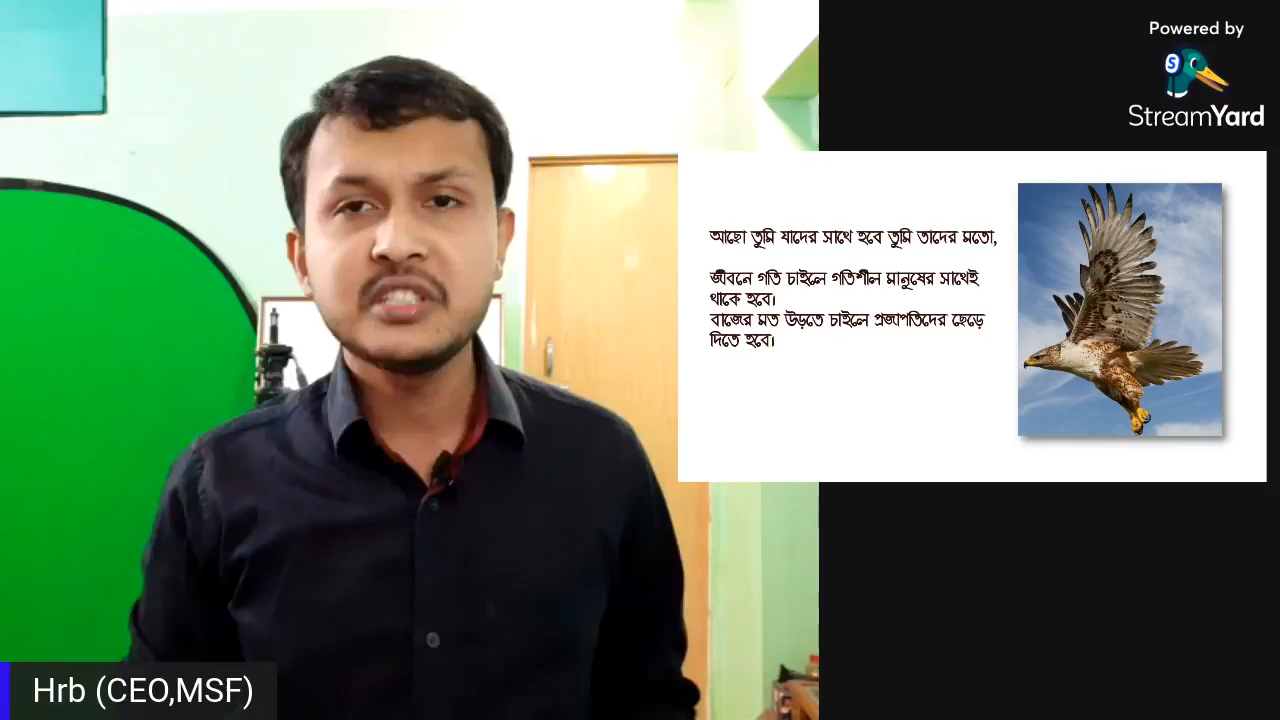 Powered by
StreamYard
আছো তুমি যাদের সাথে হবে তুমি তাদের মতো,
জীবনে গতি চাইলে গতিশীল মানুষের সাথেই
থাকে হবে।
বাজের মত উড়তে চাইলে প্রজাপতিদের ছেড়ে
দিতে হবে।
Hrb (CEO,MSF)